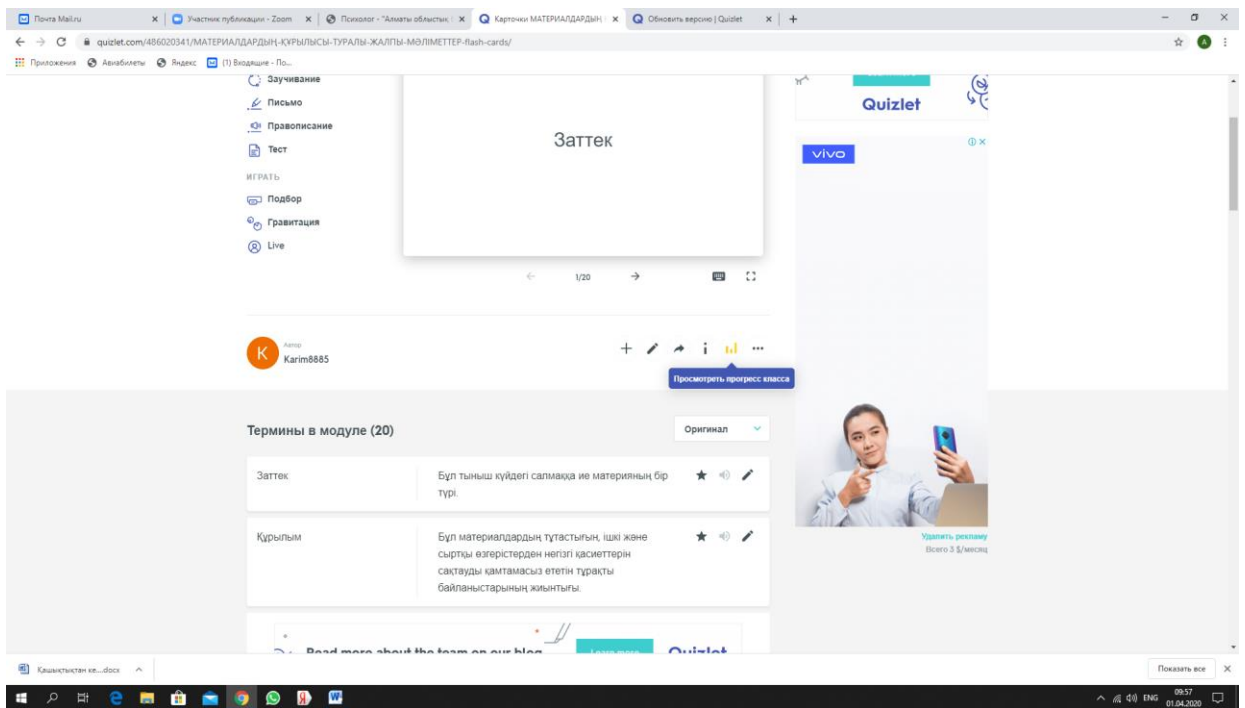 Почта Mail.ru
Участник публикации - Zoom
Психолог - "Алматы облыстық
Карточки МАТЕРИАЛДАРДЫҢ
Обновить версию | Quizlet
quizlet.com/486020341/МАТЕРИАЛДАРДЫҢ-ҚҰРЫЛЫСЫ-ТУРАЛЫ-ЖАЛПЫ-МӘЛІМЕТТЕР-flash-cards/
A
Приложения
Авиабилеты
Яндекс
(1) Входящие - По...
Заучивание
Письмо
Правописание
Тест
ИГРАТЬ
Подбор
Гравитация
Live
Заттек
1/20
Quizlet
vivo
K
Автор
Karim8885
Просмотреть прогресс класса
Термины в модуле (20)
Оригинал
Заттек
Бұл тыныш күйдегі салмаққа ие материяның бір
түрі.
Құрылым
Бұл материалдардың тұтастығын, ішкі және
сыртқы өзгерістерден негізгі қасиеттерін
сақтауды қамтамасыз ететін тұрақты
байланыстарының жиынтығы.
Удалить рекламу
Всего 3 $/месяц
Read more about the team on our blog
Learn more
Quizlet
Қашықтықтан ке....docx
Показать все
ENG
09:57
01.04.2020